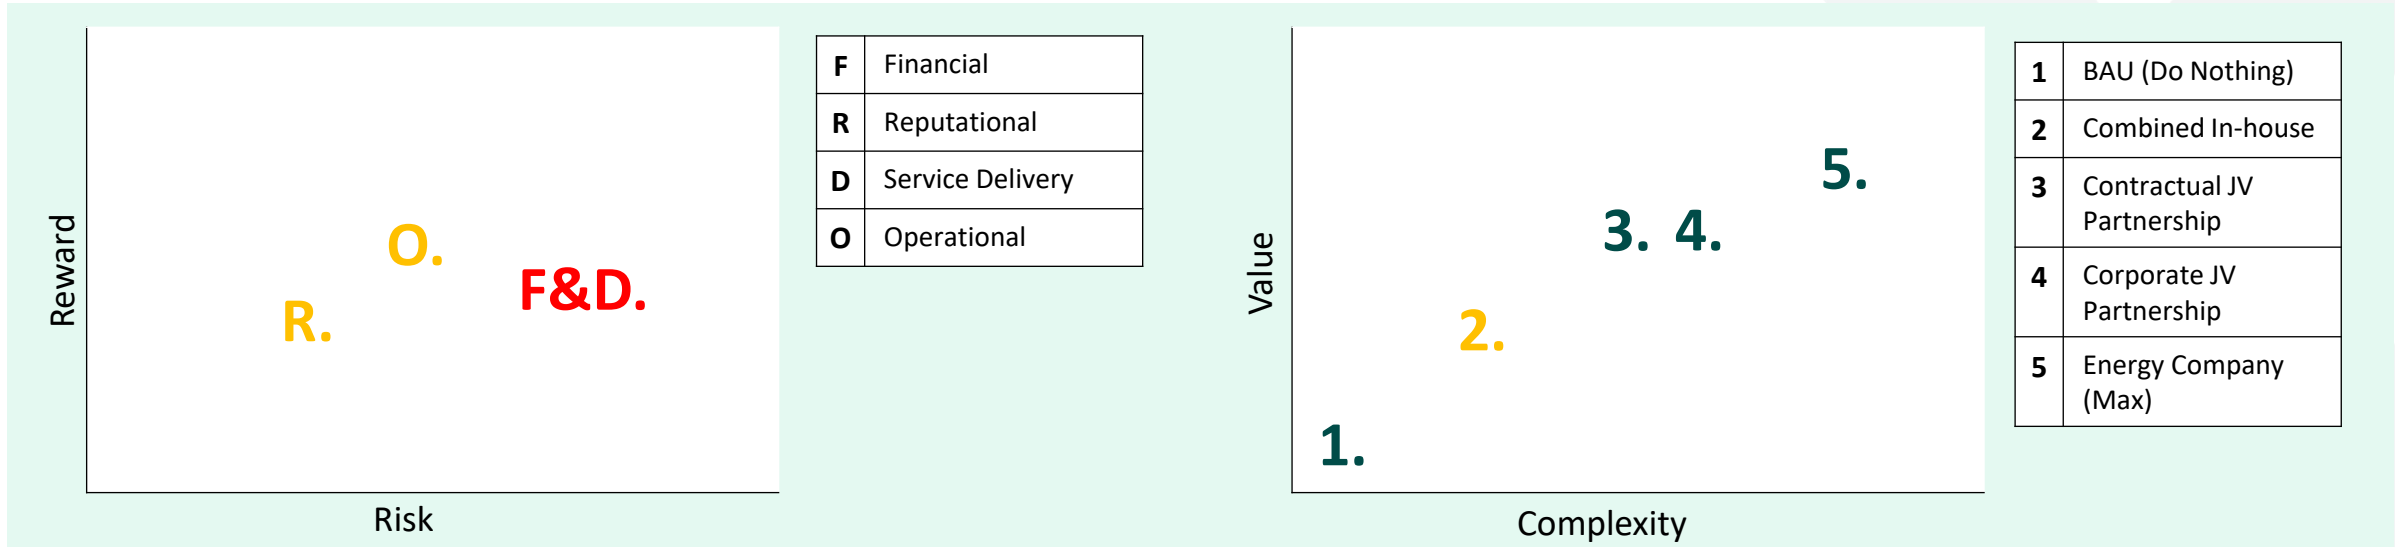 Reward
O.
R.
F&D.
Risk
F Financial
R Reputational
D Service Delivery
O Operational
Value
5.
3. 4.
2.
1.
Complexity
1 BAU (Do Nothing)
2 Combined In-house
3 Contractual JV
Partnership
4 Corporate JV
Partnership
5 Energy Company
(Max)